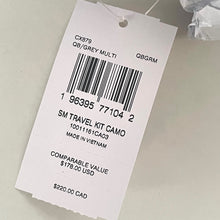 CX879
QB/GREY MULTI QBGRM
1 96395 77104 2
SM TRAVEL KIT CAMO
10011161CA03
MADE IN VIETNAM
COMPARABLE VALUE
$178.00 USD
$220.00 CAD